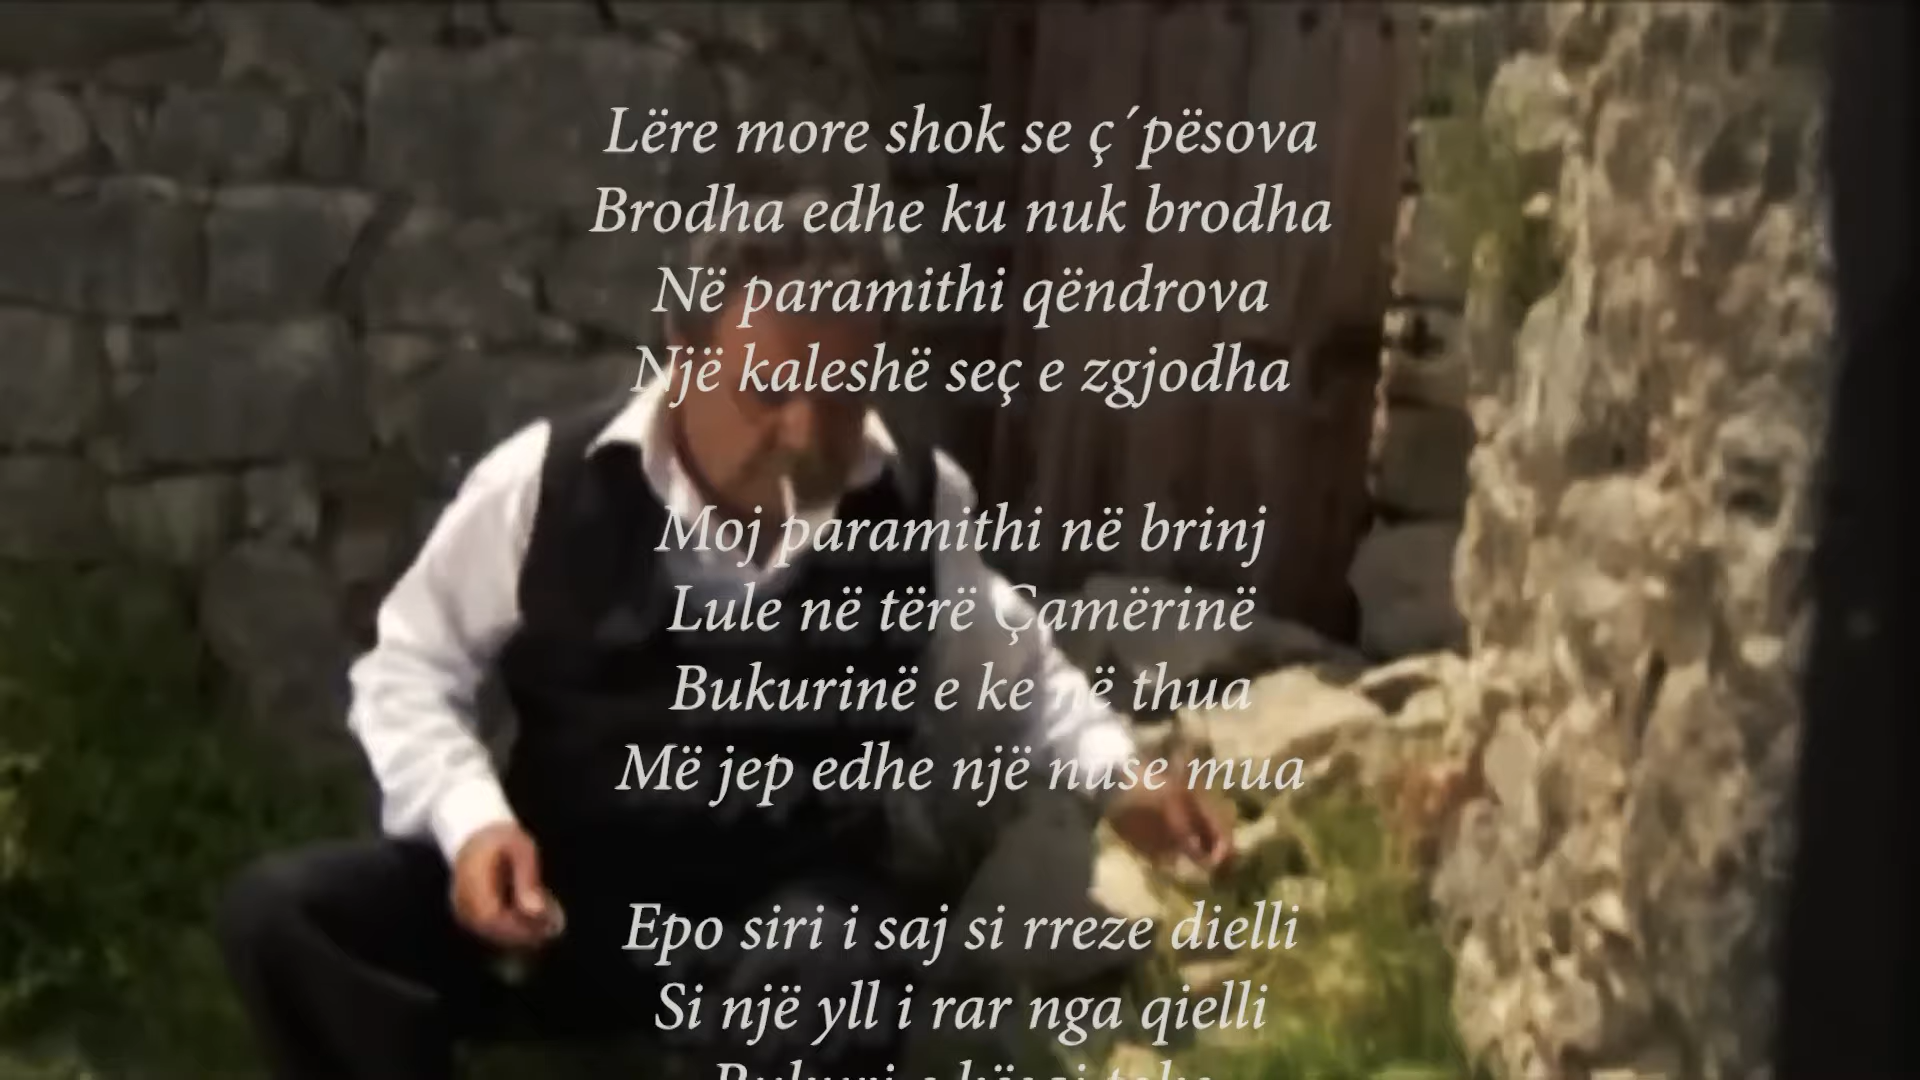 Lëre more shok se ç´pësova
Brodha edhe ku nuk brodha
Në paramithi qëndrova
Një kaleshë seç e zgjodha
Moj paramithi në brinj
Lule në tërë Çamërinë
Bukurinë e ke në thua
Më jep edhe një nuse mua
Epo siri i saj si rreze dielli
Si një yll i rar nga qielli